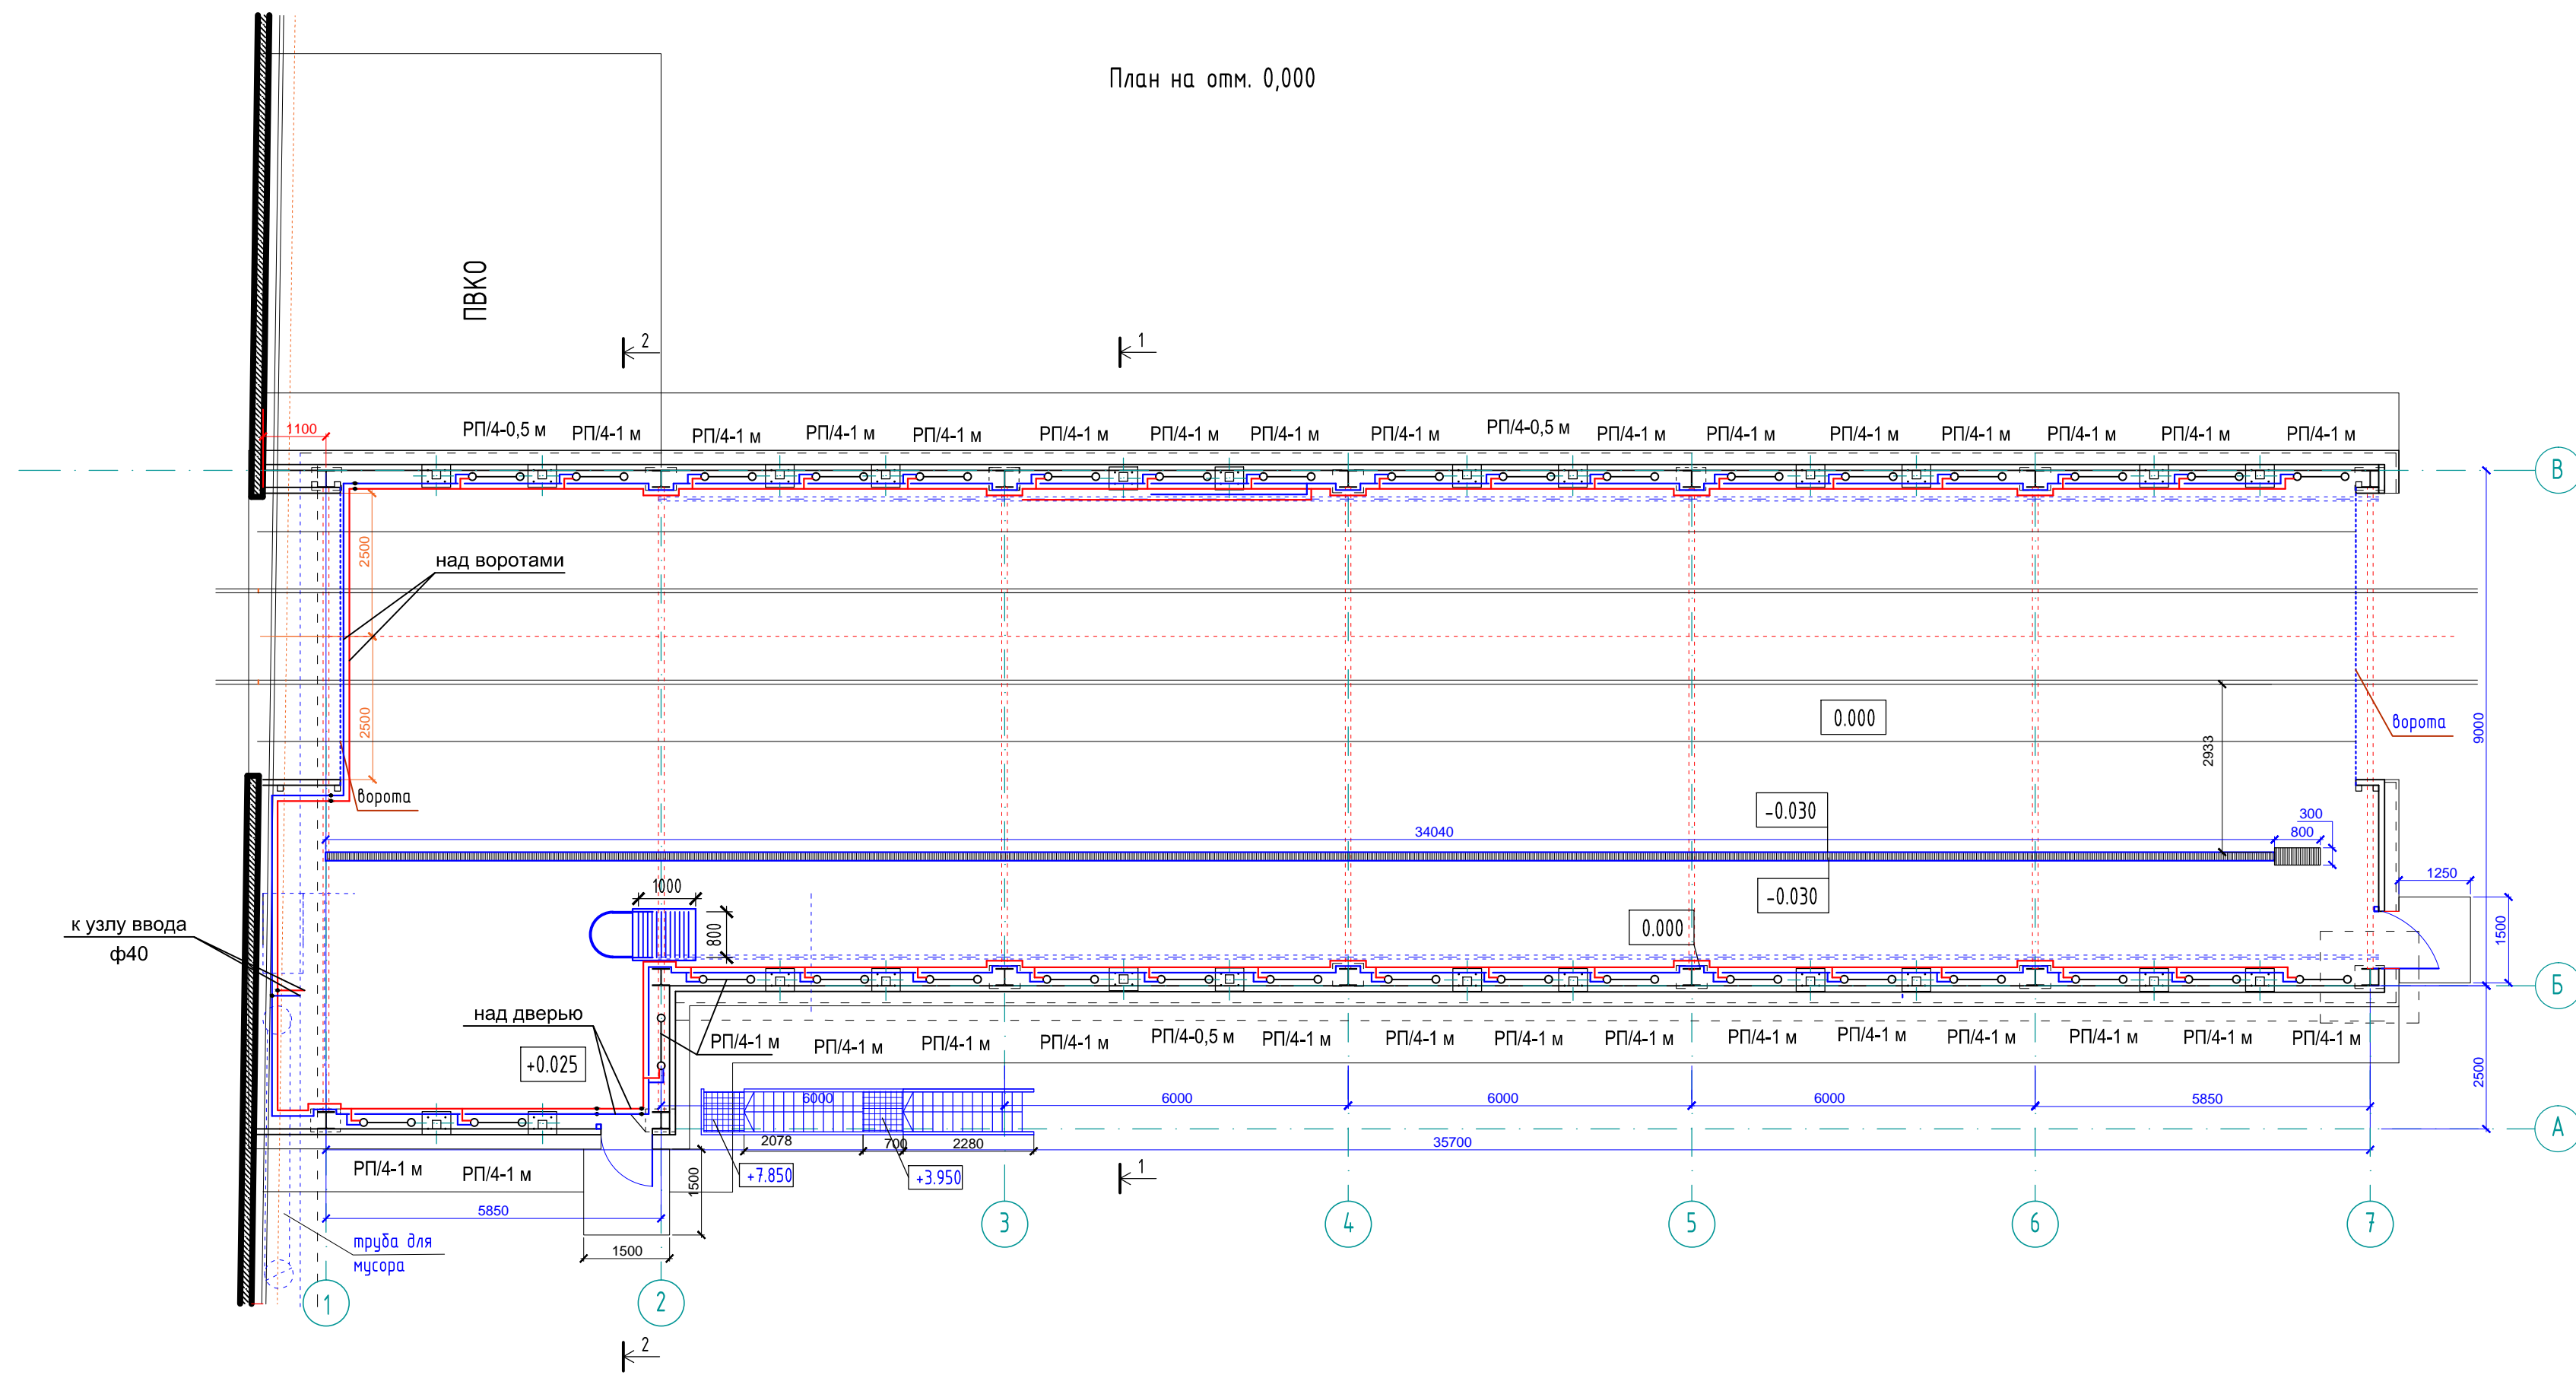 План на отм. 0,000
ПВКО
2
1
1100
РП/4-0,5 м
РП/4-1 м
РП/4-1 м
РП/4-1 м
РП/4-1 м
РП/4-1 м
РП/4-1 м
РП/4-1 м
РП/4-1 м
РП/4-0,5 м
РП/4-1 м
РП/4-1 м
РП/4-1 м
РП/4-1 м
РП/4-1 м
РП/4-1 м
РП/4-1 м
В
2500
над воротами
2500
ворота
0.000
2933
ворота
9000
-0.030
34040
300
800
-0.030
1250
1500
1000
800
0.000
к узлу ввода
ф40
над дверью
+0.025
Б
РП/4-1 м
РП/4-1 м
РП/4-1 м
РП/4-1 м
РП/4-0,5 м
РП/4-1 м
РП/4-1 м
РП/4-1 м
РП/4-1 м
РП/4-1 м
РП/4-1 м
РП/4-1 м
РП/4-1 м
РП/4-1 м
РП/4-1 м
2500
6000
6000
6000
6000
5850
А
2078
700
2280
35700
РП/4-1 м
РП/4-1 м
+7.850
+3.950
1500
1
5850
3
4
5
6
7
труба для
мусора
1500
1
2
2